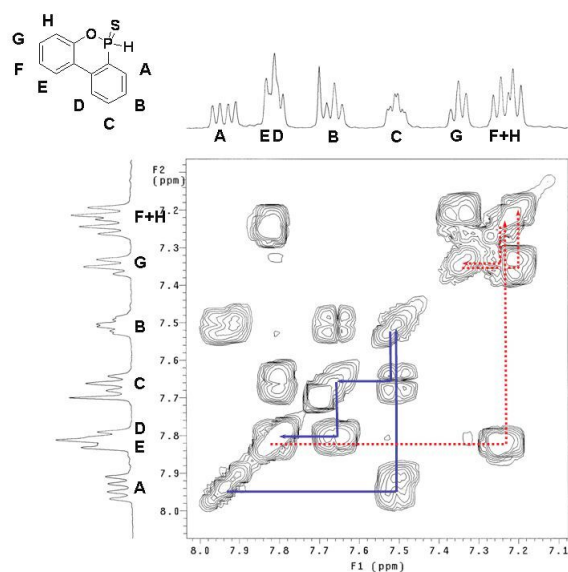 H
O
S
P
H
G
F
E
D
C
B
A
A
E D
B
C
G
F+H
F2
(ppm)
F+H
G
B
C
D
E
A
7.2
7.3
7.4
7.5
7.6
7.7
7.8
7.9
8.0
8.0 7.9 7.8 7.7 7.6 7.5 7.4 7.3 7.2 7.1
F1 (ppm)